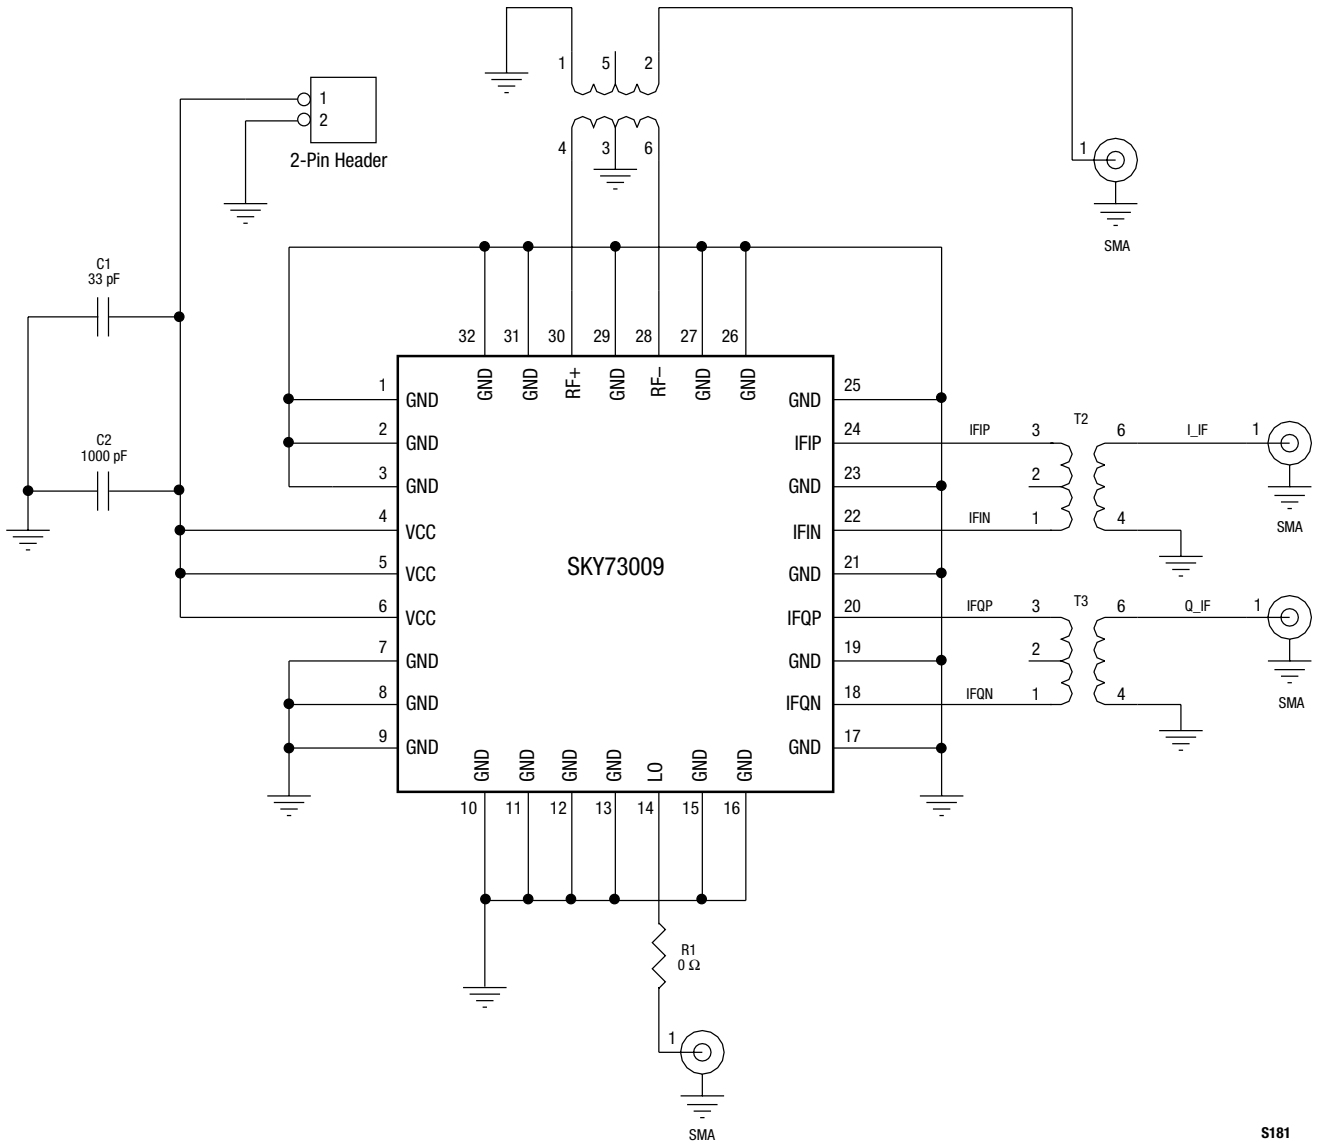 1 5 2
1
2
2-Pin Header
4 3 6
1
SMA
C1
33 pF
C2
1000 pF
32 31 30 29 28 27 26
GND GND RF+ GND RF– GND GND
1 GND
2 GND
3 GND
4 VCC
5 VCC
6 VCC
7 GND
8 GND
9 GND
SKY73009
GND 25
IFIP 24
GND 23
IFIN 22
GND 21
IFQP 20
GND 19
IFQN 18
GND 17
IFIP 3 T2 6 I_IF 1
2
IFIN 1 4
SMA
IFQP 3 T3 6 Q_IF 1
2
IFQN 1 4
SMA
GND GND GND GND LO GND GND
10 11 12 13 14 15 16
R1
0 Ω
1
SMA
S181